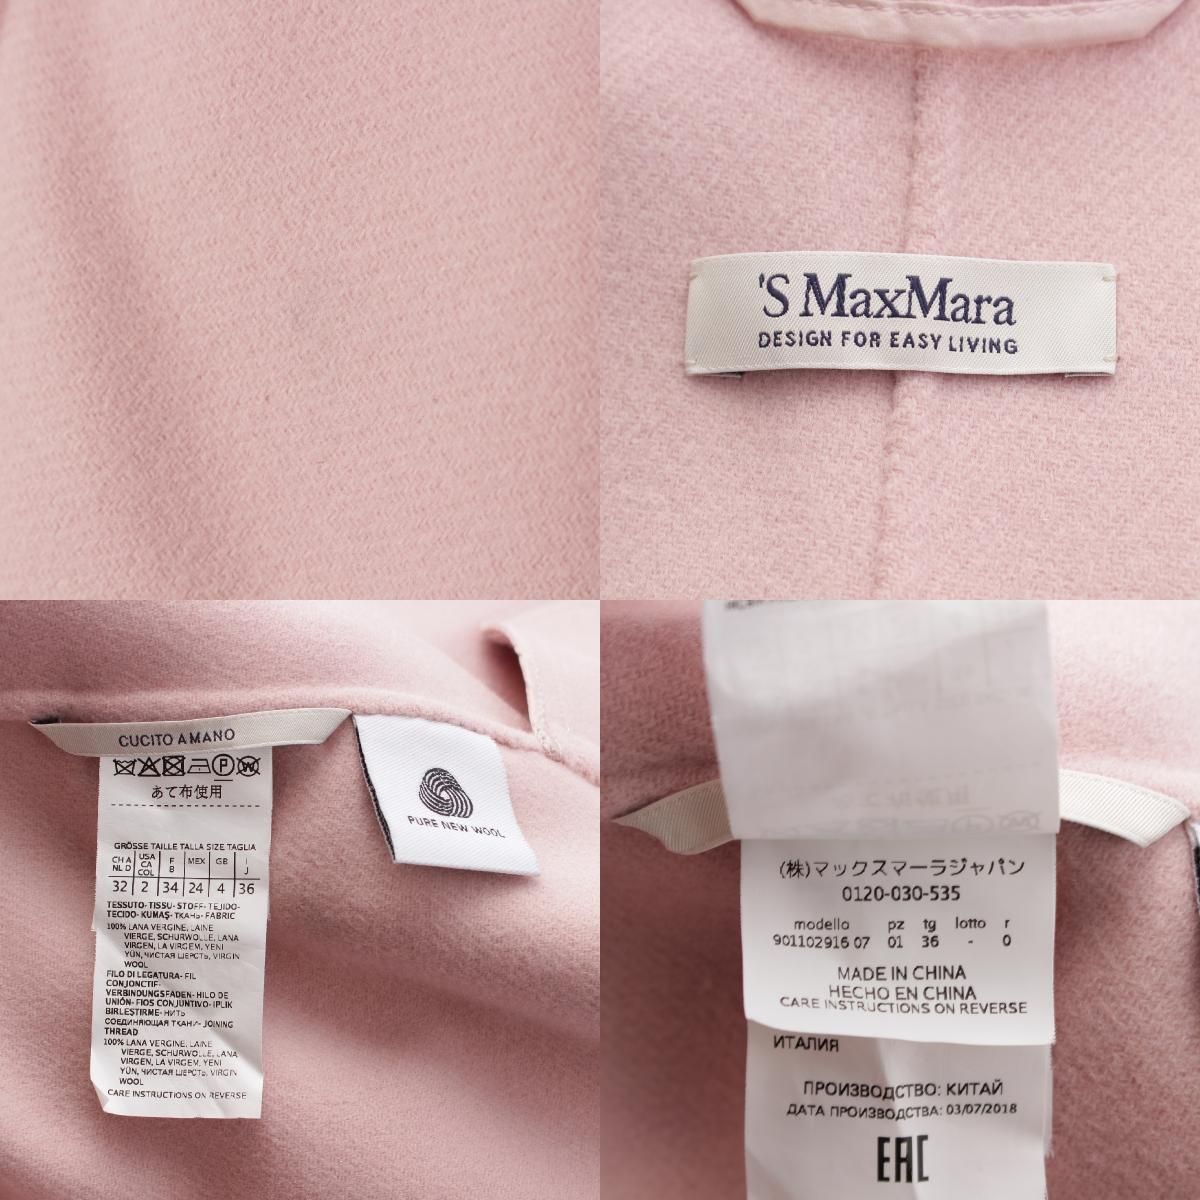 'S MaxMara
DESIGN FOR EASY LIVING
CUCITO A MANO
あて布使用
GRÖSSE TAILLE TALLA SIZE TAGLIA
CH A NL D USA CA COL F B MEX GB I J
32 2 34 24 4 36
TESSUTO- TISSU- STOFF- TEJIDO-
TECIDO- KUMAŞ- ТКАНЬ- FABRIC
100% LANA VERGINE, LAINE
VIERGE, SCHURWOLLE, LANA
VIRGEN, LA VIRGEM, YENI
YÜN, ЧИСТАЯ ШЕРСТЬ, VIRGIN
WOOL
FILO DI LEGATURA- FIL
CONJONCTIF-
VERBINDUNGSFADEN- HILO DE
UNIÓN- FIOS CONJUNTIVO- IPLIK
BIRLESTIRME- НИТЬ
СОЕДИНЯЮЩАЯ ТКАНИ- JOINING
THREAD
100% LANA VERGINE, LAINE
VIERGE, SCHURWOLLE, LANA
VIRGEN, LA VIRGEM, YENI
YÜN, ЧИСТАЯ ШЕРСТЬ, VIRGIN
WOOL
CARE INSTRUCTIONS ON REVERSE
PURE NEW WOOL
(株)マックスマーラジャパン
0120-030-535
modello pz tg lotto r
901102916 07 01 36 - 0
MADE IN CHINA
HECHO EN CHINA
CARE INSTRUCTIONS ON REVERSE
ИТАЛИЯ
ПРОИЗВОДСТВО: КИТАЙ
ДАТА ПРОИЗВОДСТВА: 03/07/2018
EAC